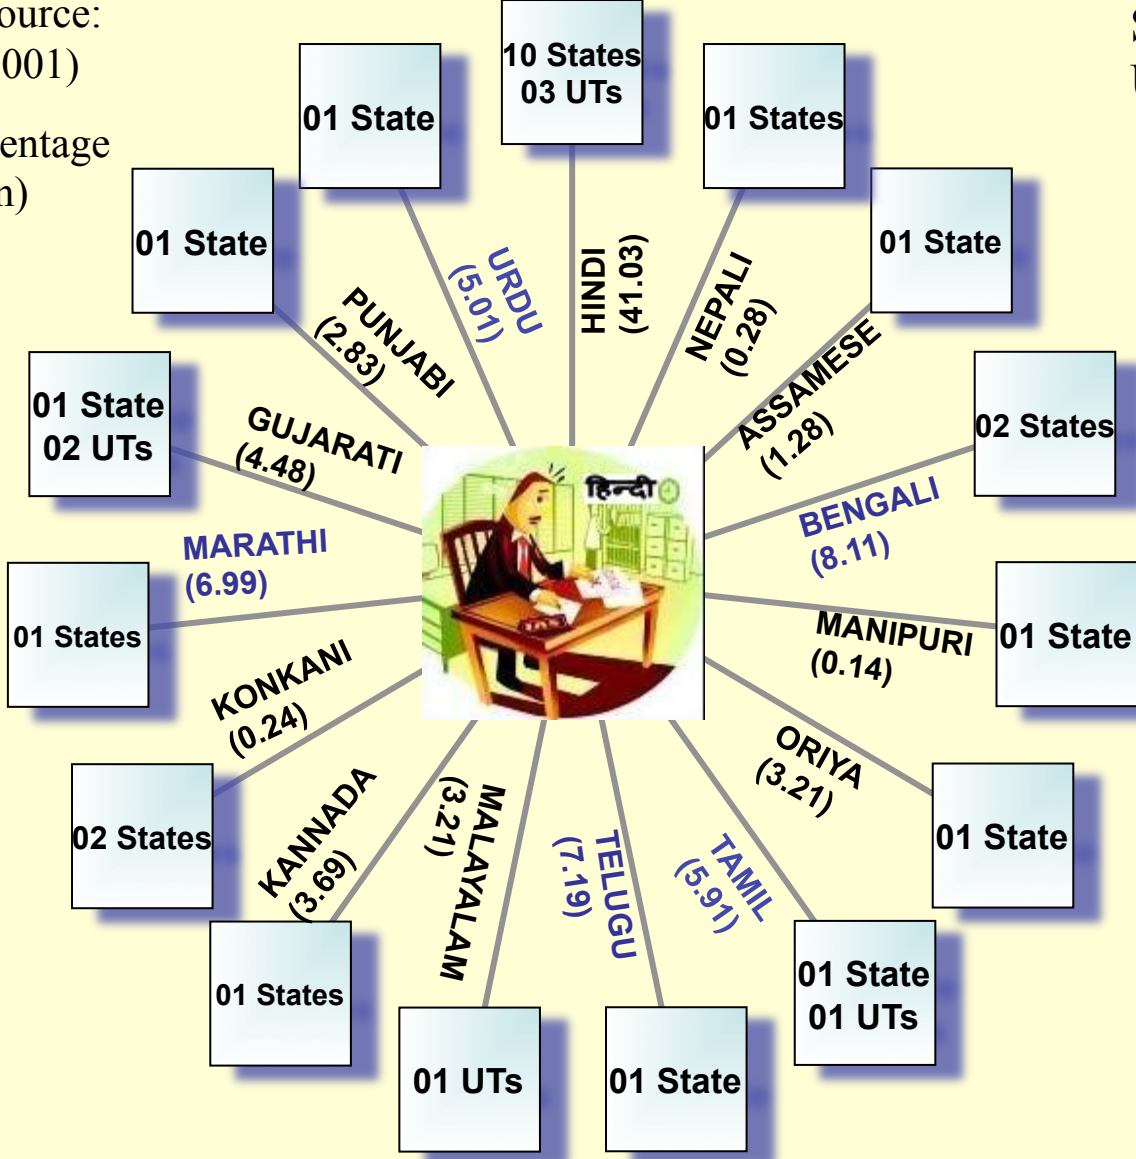 ource:
001)
entage
n)
S
U
10 States
03 UTs
HINDI
(41.03)
01 States
NEPALI
(0.28)
01 State
ASSAMESE
(1.28)
02 States
BENGALI
(8.11)
01 State
MANIPURI
(0.14)
01 State
ORIYA
(3.21)
01 State
01 UTs
TAMIL
(5.91)
01 State
TELUGU
(7.19)
01 UTs
MALAYALAM
(3.21)
01 States
KANNADA
(3.69)
02 States
KONKANI
(0.24)
01 States
MARATHI
(6.99)
01 State
02 UTs
GUJARATI
(4.48)
01 State
PUNJABI
(2.83)
01 State
URDU
(5.01)
हिन्दी